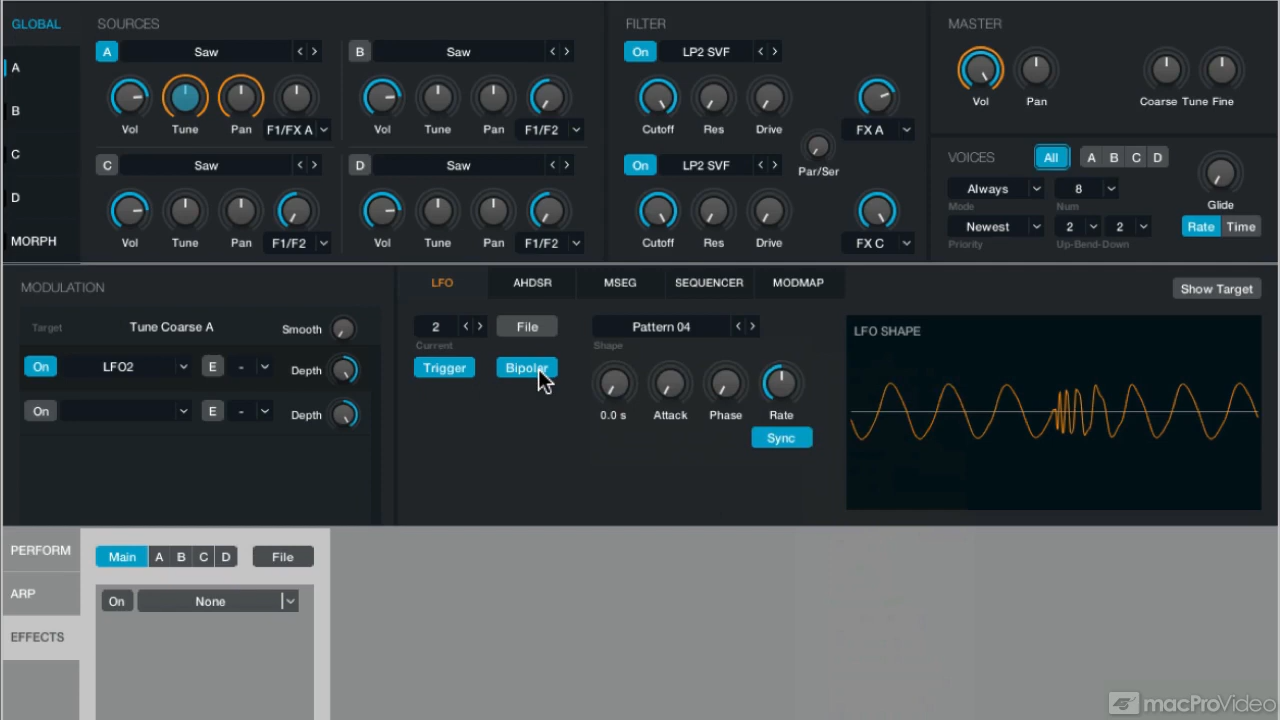 GLOBAL
A
B
C
D
MORPH
SOURCES
A Saw < >
Vol Tune Pan F1/FX A
B Saw < >
Vol Tune Pan F1/F2
C Saw < >
Vol Tune Pan F1/F2
D Saw < >
Vol Tune Pan F1/F2
FILTER
On LP2 SVF < >
Cutoff Res Drive FX A
Par/Ser
On LP2 SVF < >
Cutoff Res Drive FX C
MASTER
Vol Pan Coarse Tune Fine
VOICES All A B C D
Always 8
Mode Num
Glide
Newest 2 2 Rate Time
Priority Up-Bend-Down
MODULATION
Target Tune Coarse A Smooth
On LFO2 E - Depth
On E - Depth
LFO AHDSR MSEG SEQUENCER MODMAP
Show Target
2 < > File Pattern 04 < >
Current Shape
Trigger Bipolar
0.0 s Attack Phase Rate
Sync
LFO SHAPE
PERFORM
ARP
EFFECTS
Main A B C D File
On None
macProVideo